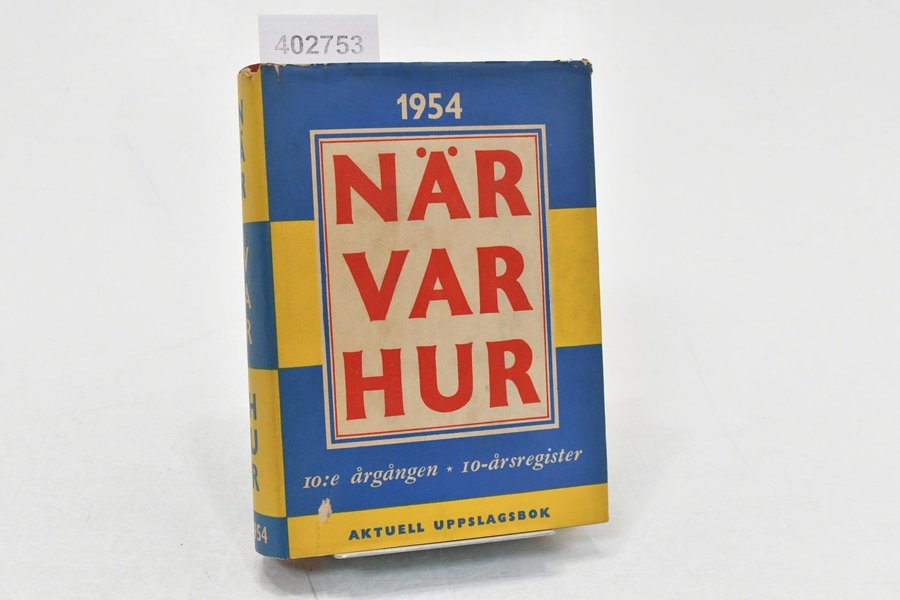 402753
1954
NÄR
VAR
HUR
10:e årgången * 10-årsregister
AKTUELL UPPSLAGSBOK
NÄR
VAR
HUR
1954